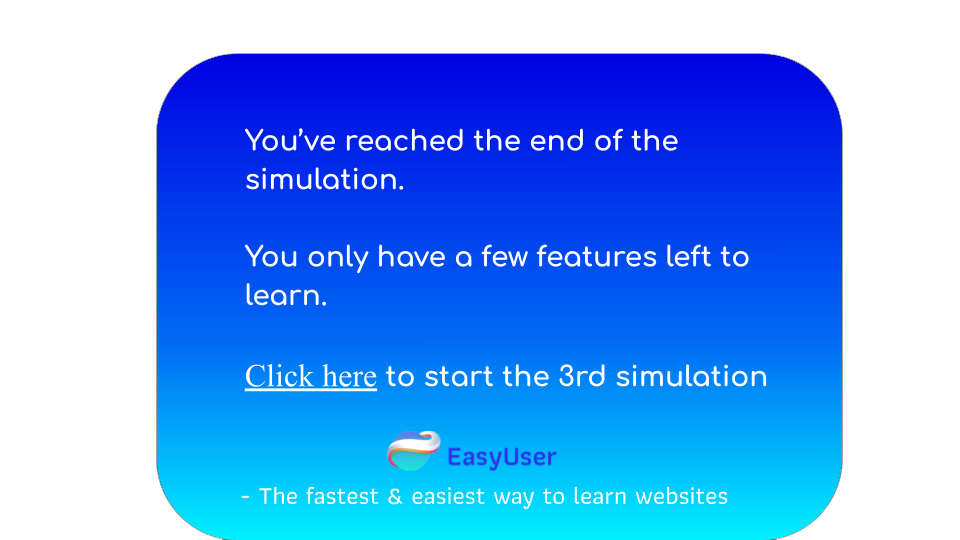 You’ve reached the end of the
simulation.
You only have a few features left to
learn.
Click here to start the 3rd simulation
EasyUser
- The fastest & easiest way to learn websites